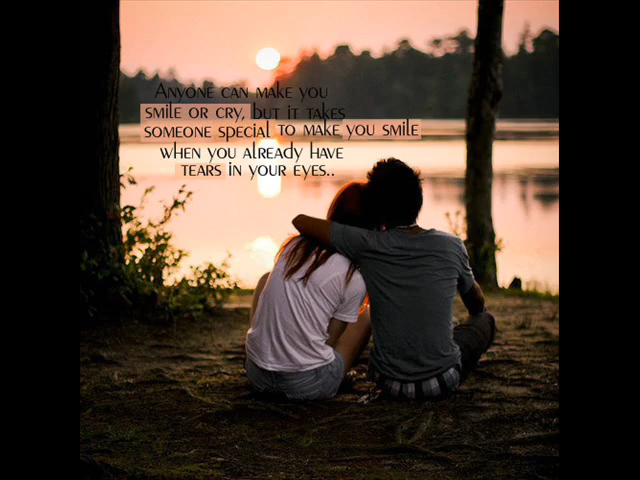 Anyone can make you
smile or cry, but it takes
someone special to make you smile
when you already have
tears in your eyes..